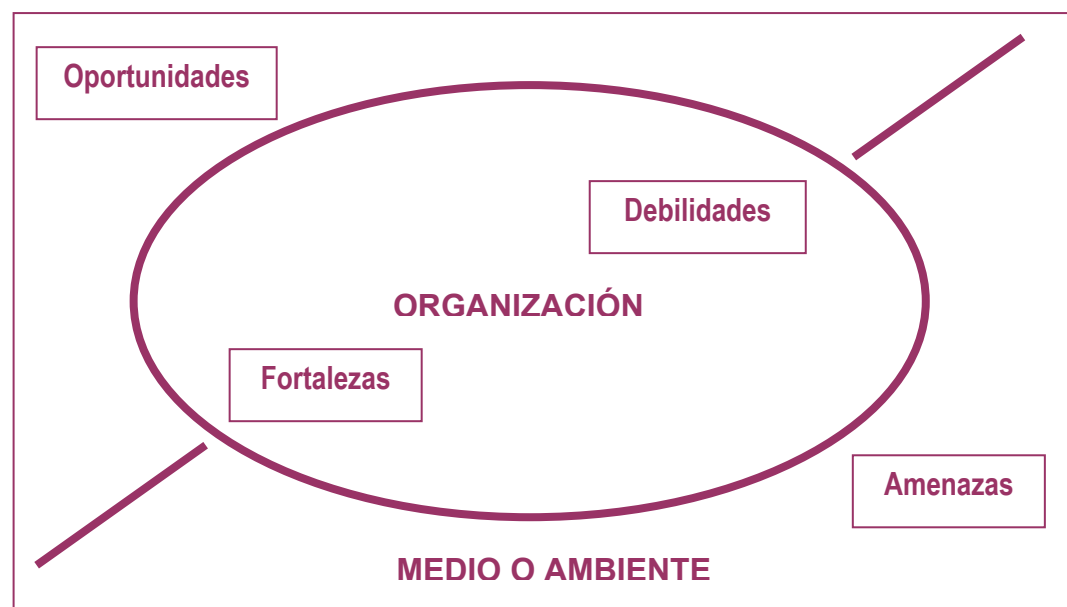 Oportunidades
Debilidades
ORGANIZACIÓN
Fortalezas
Amenazas
MEDIO O AMBIENTE